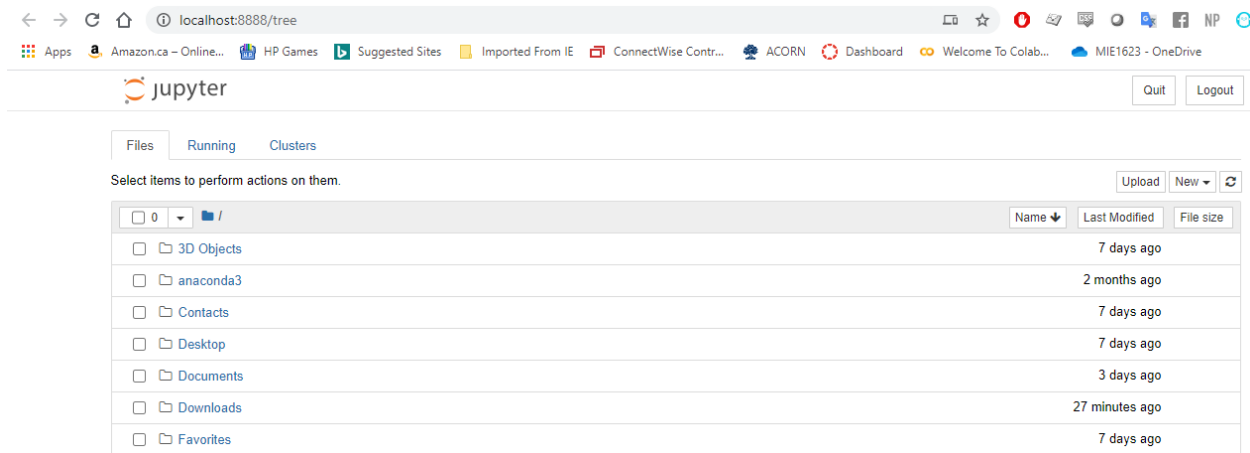 localhost:8888/tree NP
Apps Amazon.ca – Online... HP Games Suggested Sites Imported From IE ConnectWise Contr... ACORN Dashboard Welcome To Colab... MIE1623 - OneDrive
jupyter Quit Logout
Files Running Clusters
Select items to perform actions on them. Upload New
0 / Name Last Modified File size
3D Objects 7 days ago
anaconda3 2 months ago
Contacts 7 days ago
Desktop 7 days ago
Documents 3 days ago
Downloads 27 minutes ago
Favorites 7 days ago